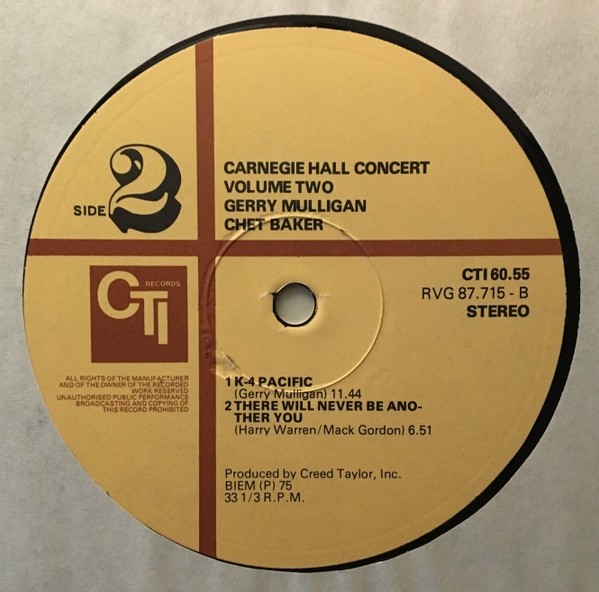 SIDE 2
CARNEGIE HALL CONCERT
VOLUME TWO
GERRY MULLIGAN
CHET BAKER
CTI RECORDS
CTI 60.55
RVG 87.715 - B
STEREO
ALL RIGHTS OF THE MANUFACTURER
AND OF THE OWNER OF THE RECORDED
WORK RESERVED
UNAUTHORISED PUBLIC PERFORMANCE
BROADCASTING AND COPYING OF
THIS RECORD PROHIBITED
1 K-4 PACIFIC
(Gerry Mulligan) 11.44
2 THERE WILL NEVER BE ANO-
THER YOU
(Harry Warren/Mack Gordon) 6.51
Produced by Creed Taylor, Inc.
BIEM (P) 75
33 1/3 R.P.M.